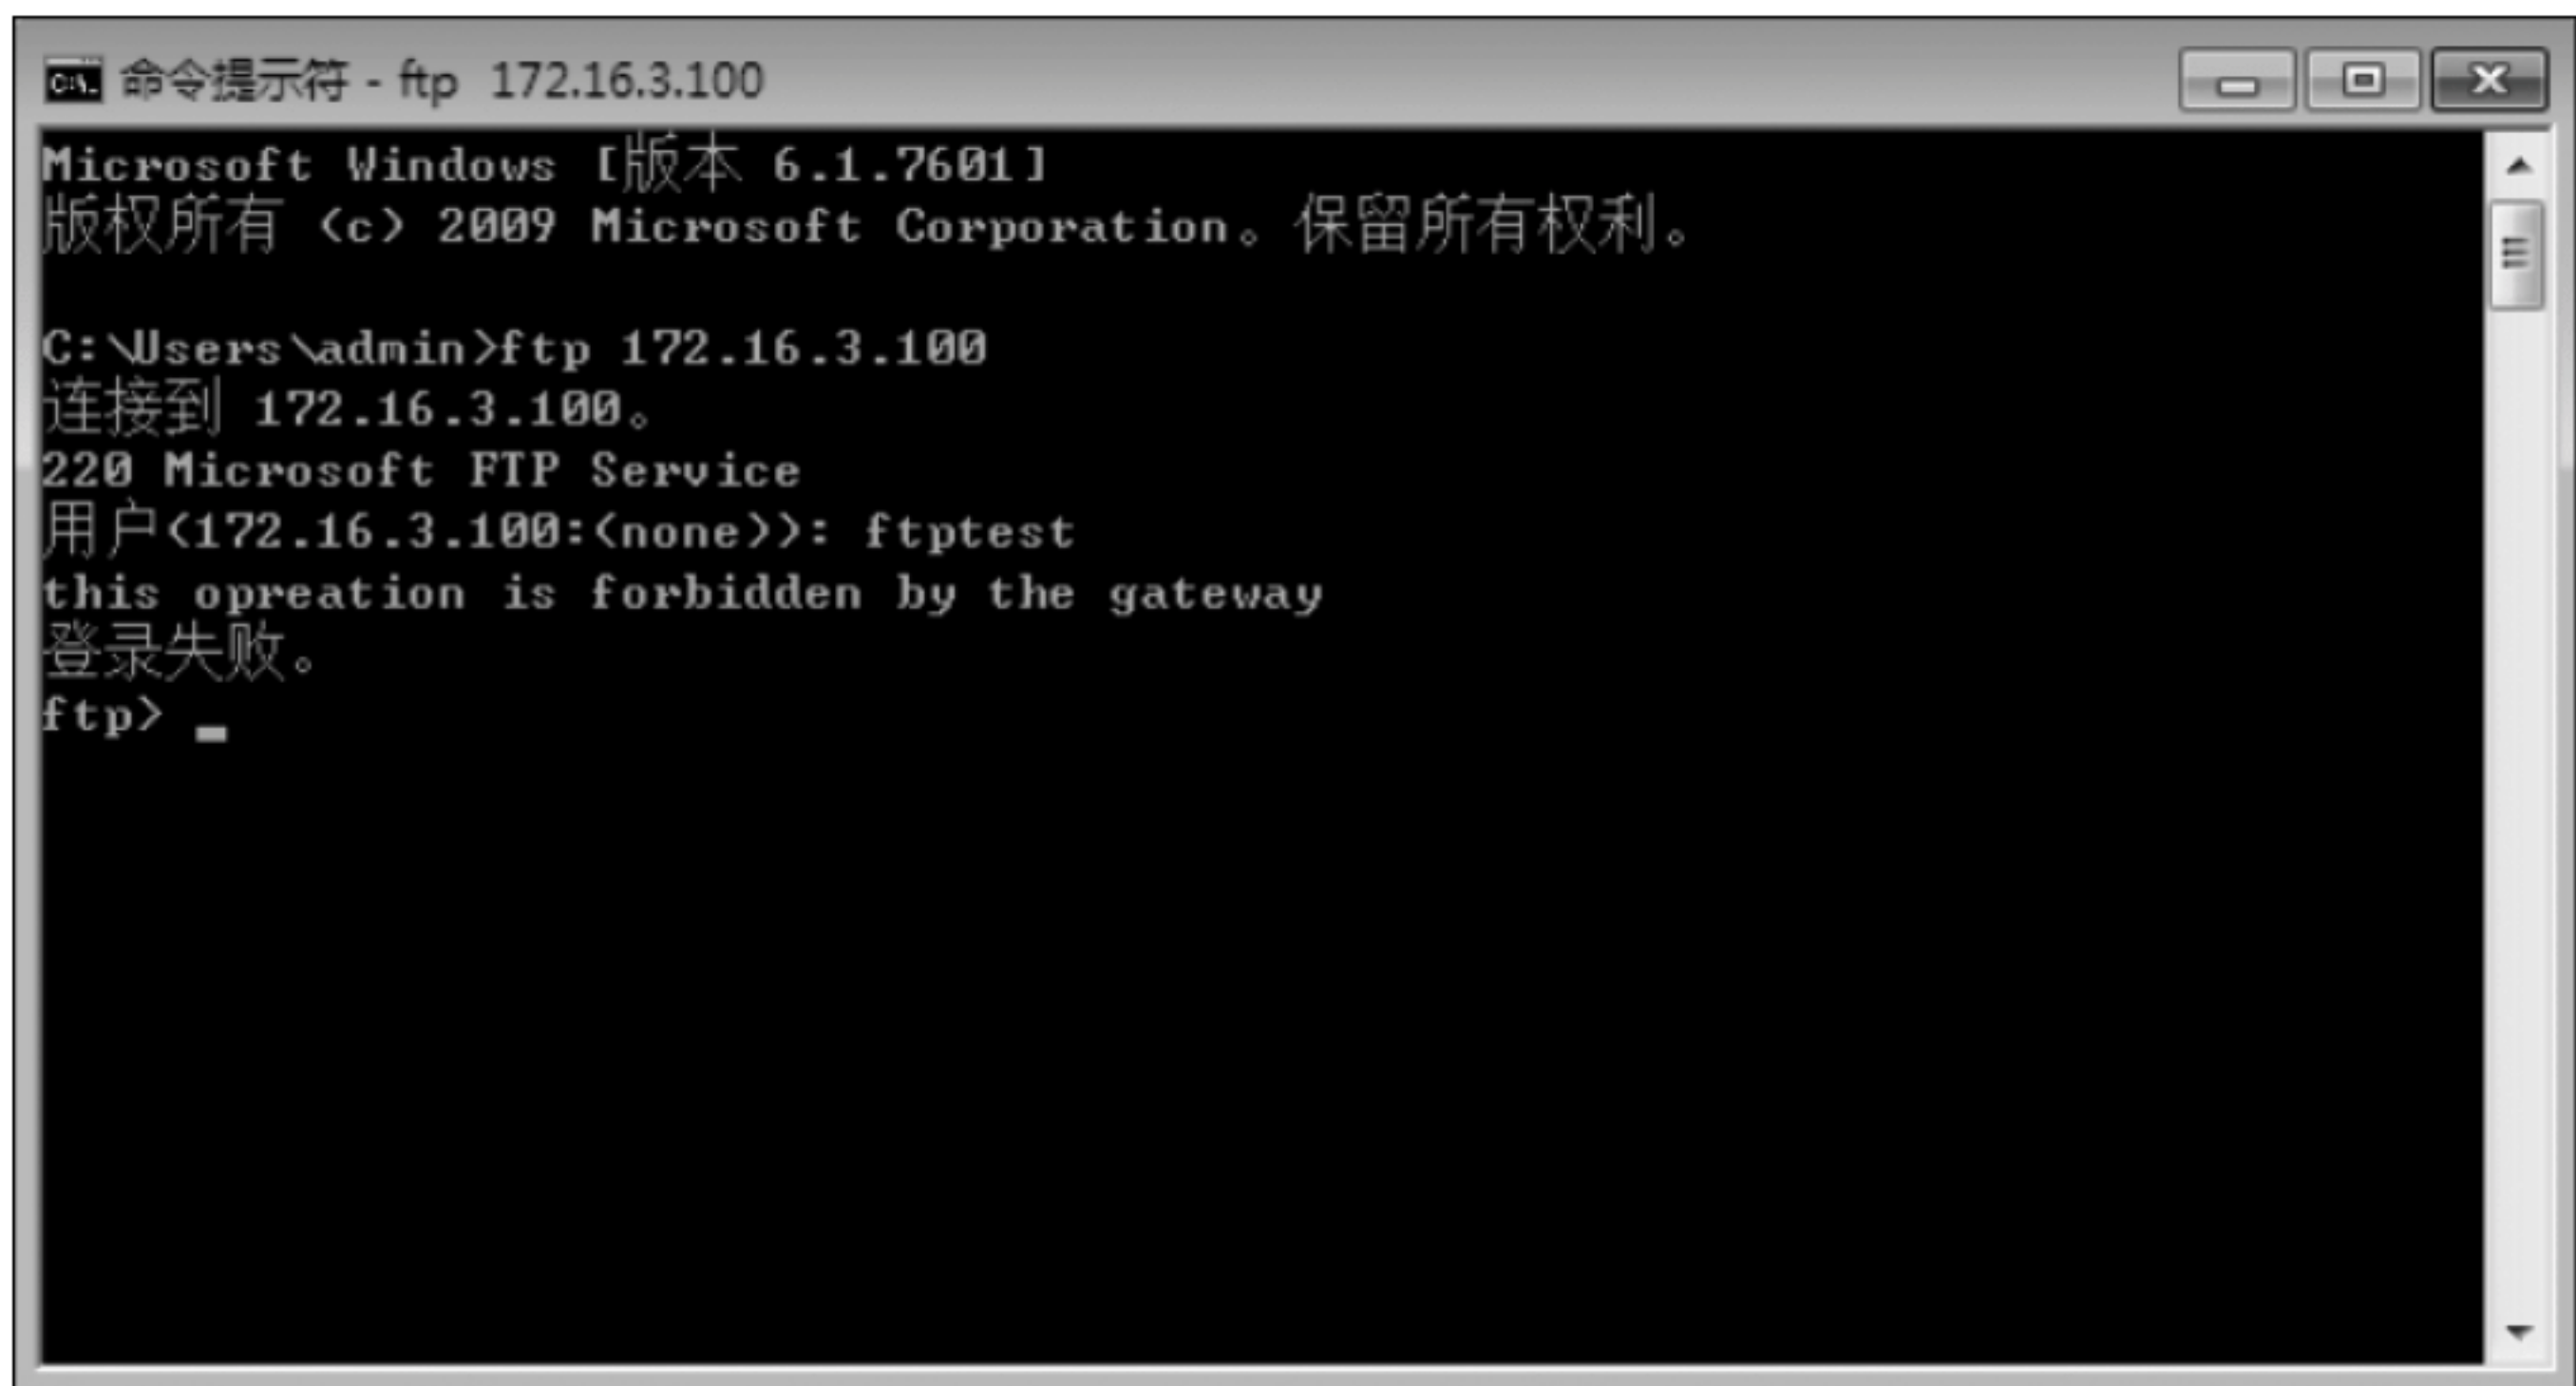 命令提示符 - ftp 172.16.3.100
Microsoft Windows [版本 6.1.7601]
版权所有 (c) 2009 Microsoft Corporation。保留所有权利。
C:\Users\admin>ftp 172.16.3.100
连接到 172.16.3.100。
220 Microsoft FTP Service
用户(172.16.3.100:(none)): ftptest
this opreation is forbidden by the gateway
登录失败。
ftp>